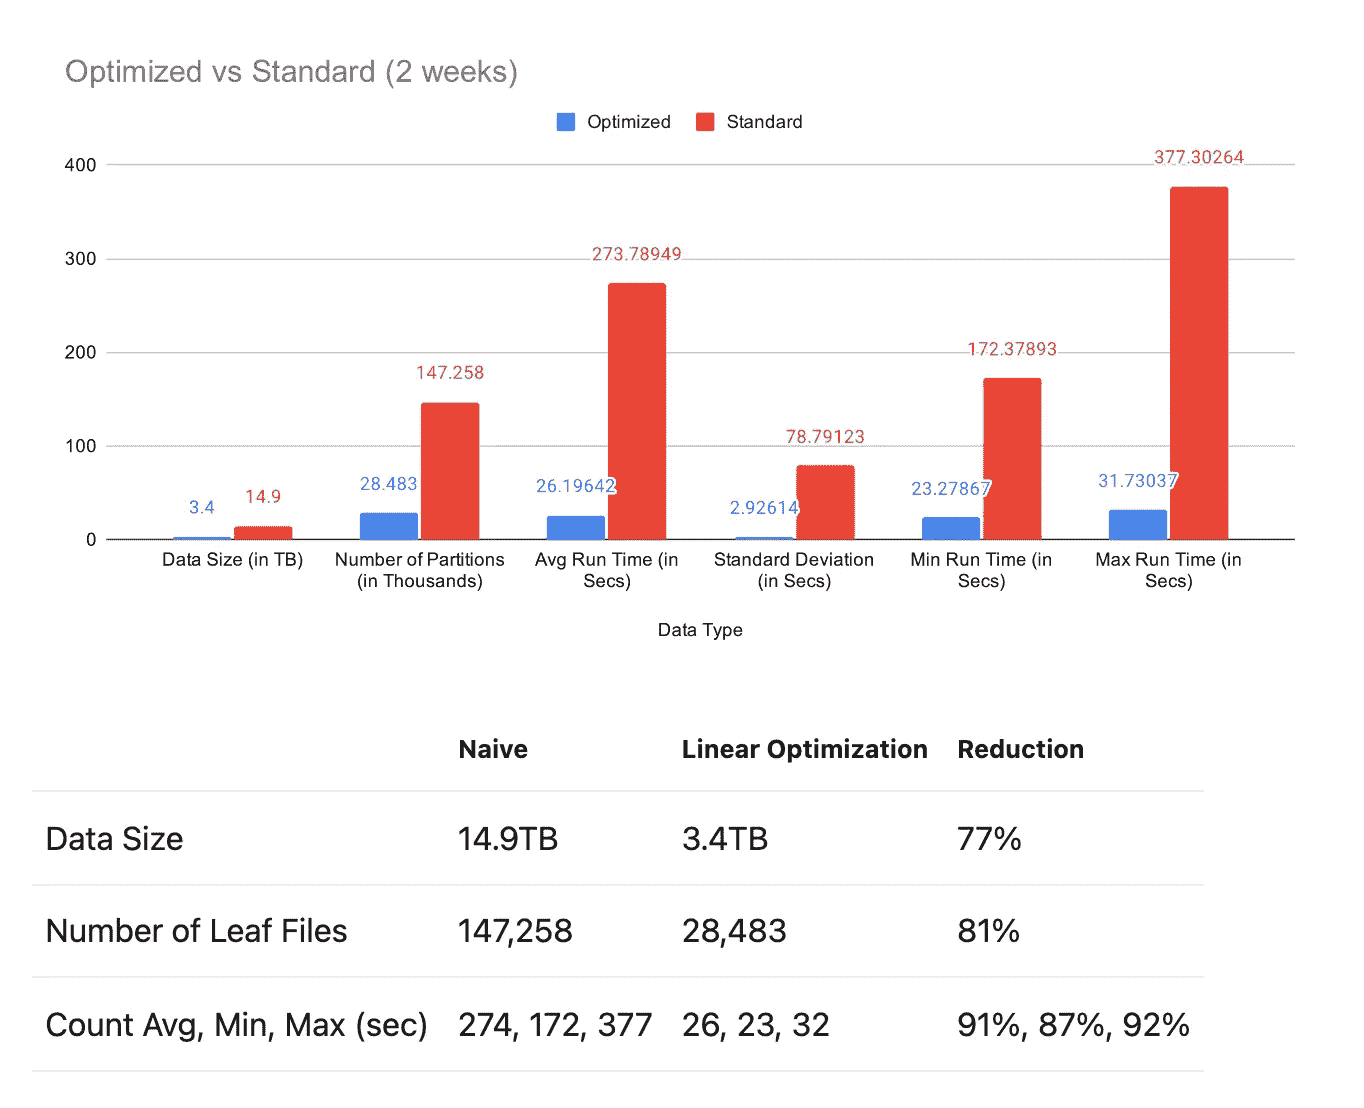 Optimized vs Standard (2 weeks)
Optimized Standard
400
300
200
100
0
3.4
14.9
28.483
147.258
26.19642
273.78949
2.92614
78.79123
23.27867
172.37893
31.73037
377.30264
Data Size (in TB)
Number of Partitions
(in Thousands)
Avg Run Time (in
Secs)
Standard Deviation
(in Secs)
Min Run Time (in
Secs)
Max Run Time (in
Secs)
Data Type
Naive Linear Optimization Reduction
Data Size 14.9TB 3.4TB 77%
Number of Leaf Files 147,258 28,483 81%
Count Avg, Min, Max (sec) 274, 172, 377 26, 23, 32 91%, 87%, 92%